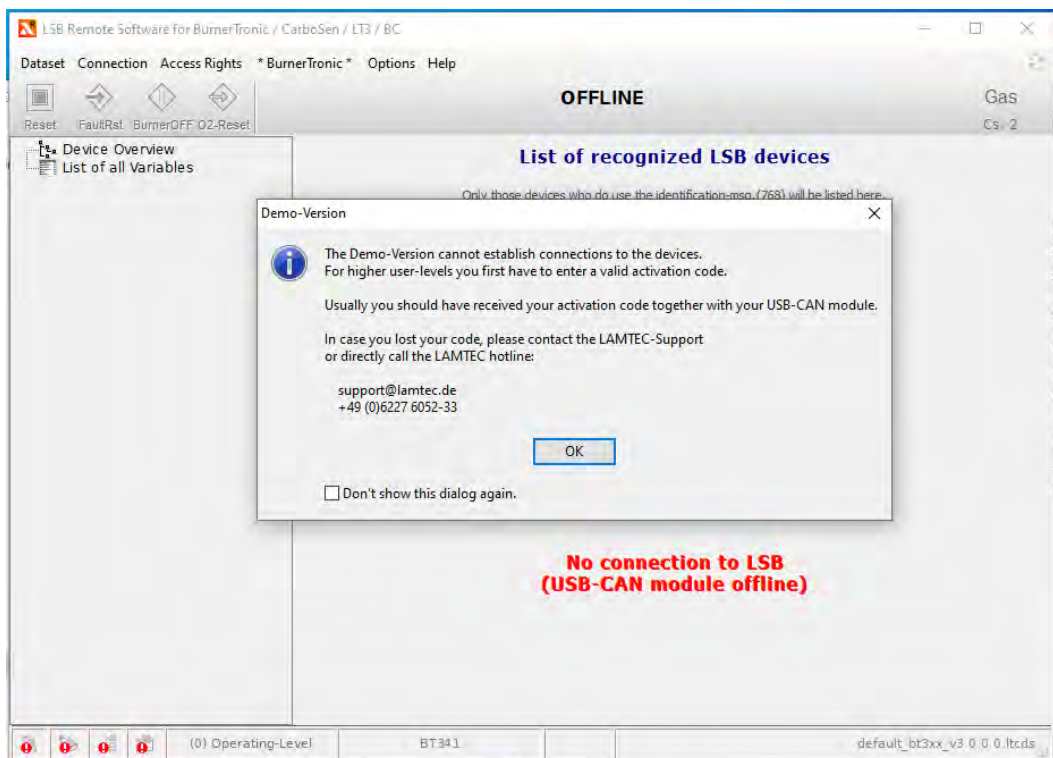 LSB Remote Software for BurnerTronic / CarboSen / LT3 / BC
Dataset Connection Access Rights * BurnerTronic * Options Help
OFFLINE
Gas
Reset FaultRst BurnerOFF O2-Reset
Cs. 2
Device Overview
List of all Variables
List of recognized LSB devices
Only those devices who do use the identification-msg. (768) will be listed here.
Demo-Version
The Demo-Version cannot establish connections to the devices.
For higher user-levels you first have to enter a valid activation code.
Usually you should have received your activation code together with your USB-CAN module.
In case you lost your code, please contact the LAMTEC-Support
or directly call the LAMTEC hotline:
support@lamtec.de
+49 (0)6227 6052-33
OK
Don't show this dialog again.
No connection to LSB
(USB-CAN module offline)
(0) Operating-Level BT341 default_bt3xx_v3.0.0.0.ltcds